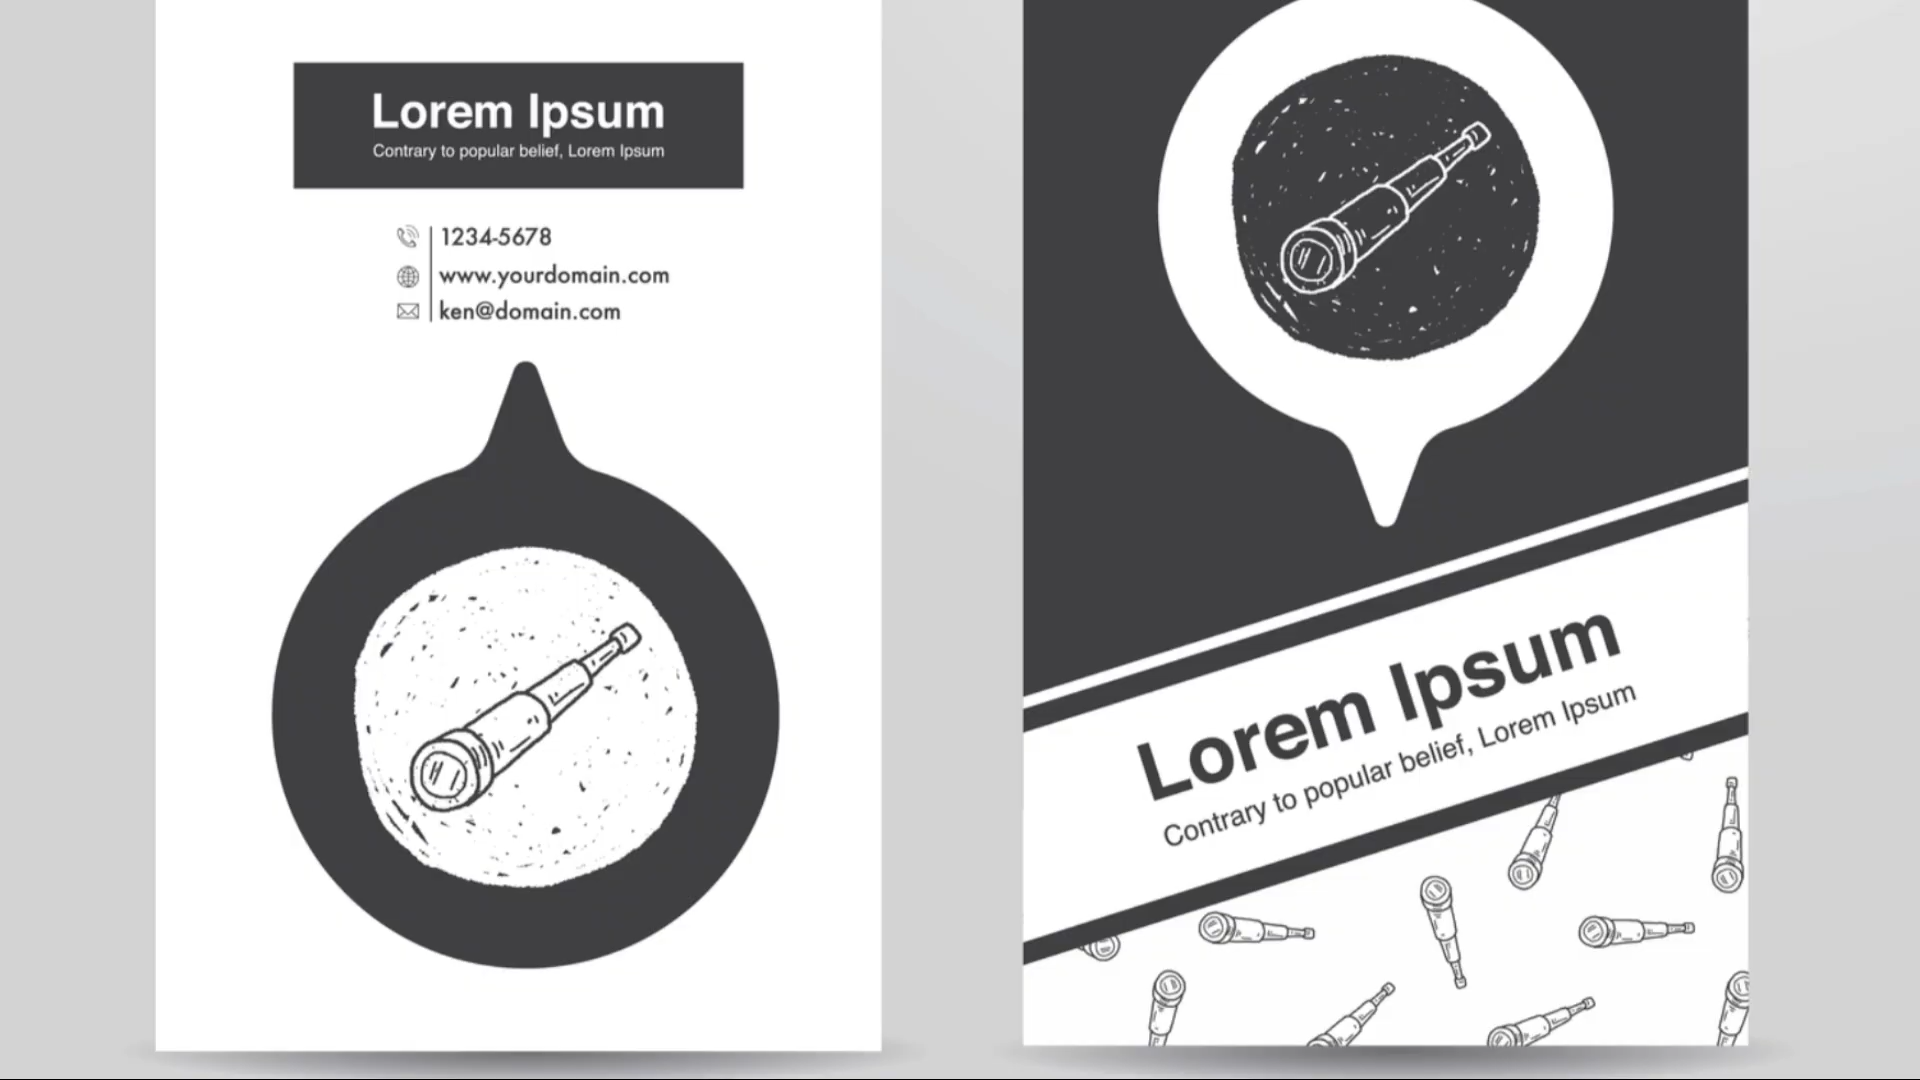 Lorem Ipsum
Contrary to popular belief, Lorem Ipsum
1234-5678
www.yourdomain.com
ken@domain.com
Lorem Ipsum
Contrary to popular belief, Lorem Ipsum